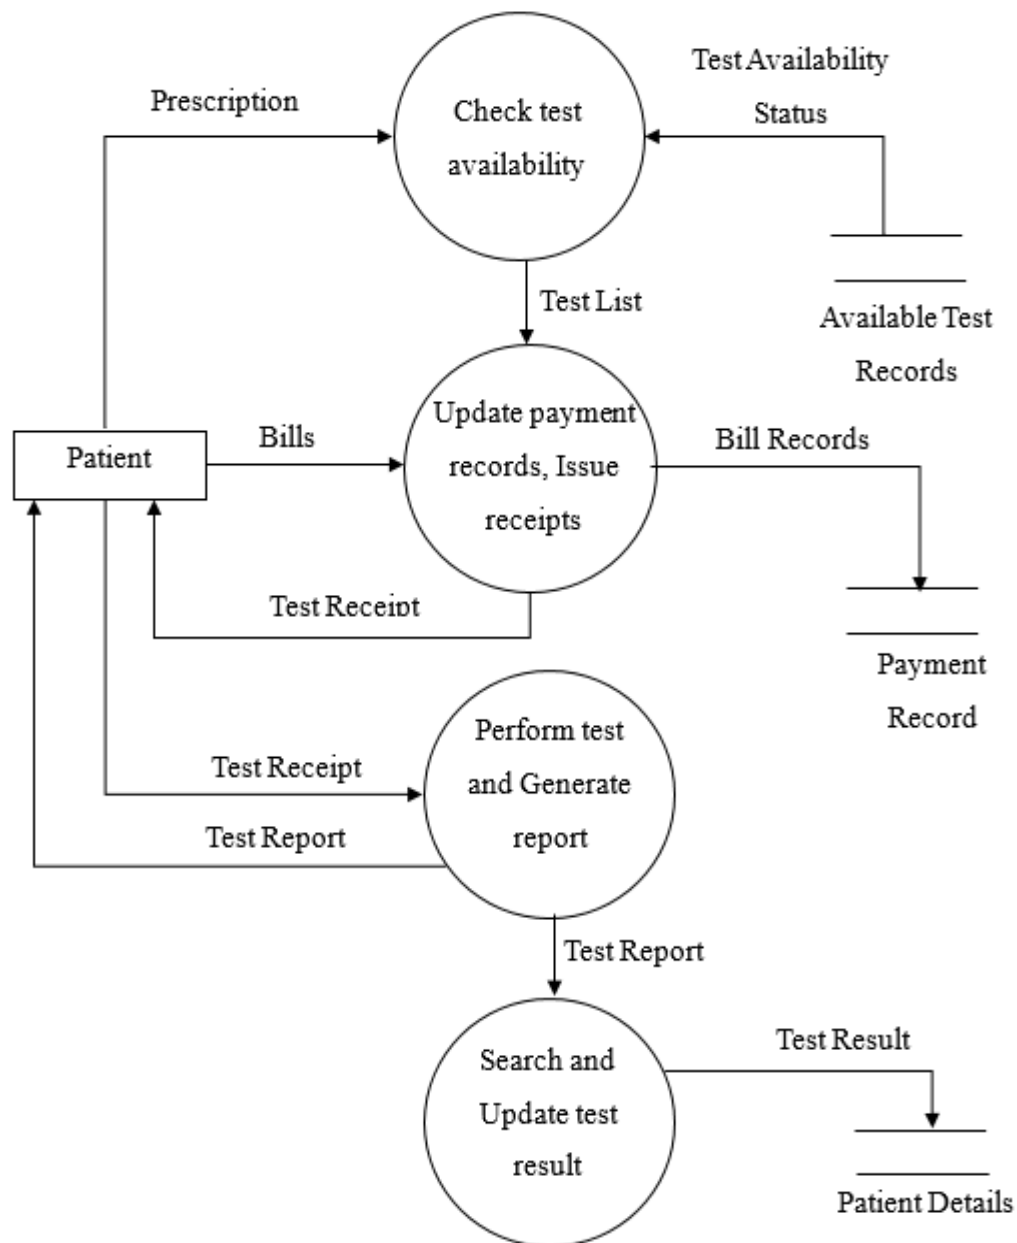 Test Availability
Status
Prescription
Check test
availability
Test List
Available Test
Records
Patient
Bills
Update payment
records, Issue
receipts
Bill Records
Test Receipt
Payment
Record
Perform test
and Generate
report
Test Receipt
Test Report
Test Report
Search and
Update test
result
Test Result
Patient Details